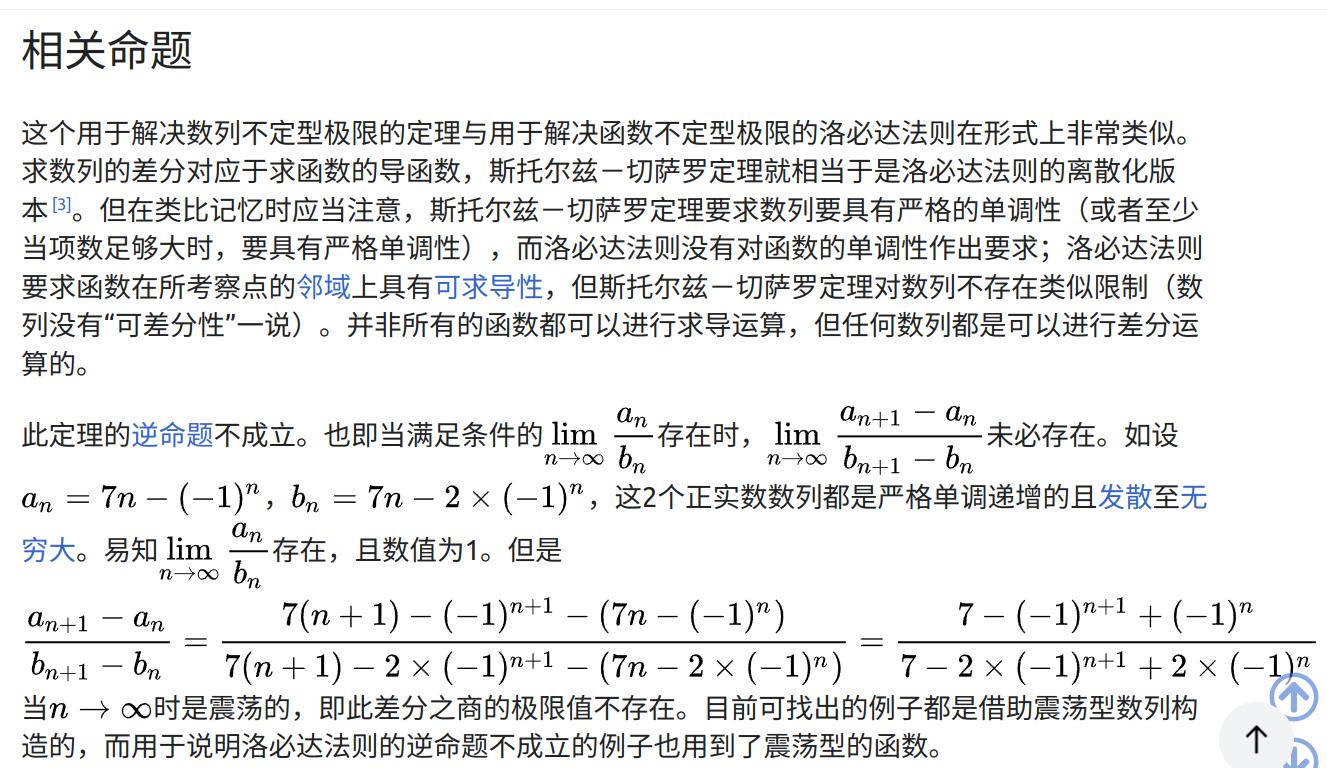 相关命题
这个用于解决数列不定型极限的定理与用于解决函数不定型极限的洛必达法则在形式上非常类似。
求数列的差分对应于求函数的导函数，斯托尔兹－切萨罗定理就相当于是洛必达法则的离散化版
本[3]。但在类比记忆时应当注意，斯托尔兹－切萨罗定理要求数列要具有严格的单调性（或者至少
当项数足够大时，要具有严格单调性），而洛必达法则没有对函数的单调性作出要求；洛必达法则
要求函数在所考察点的邻域上具有可求导性，但斯托尔兹－切萨罗定理对数列不存在类似限制（数
列没有“可差分性”一说）。并非所有的函数都可以进行求导运算，但任何数列都是可以进行差分运
算的。
此定理的逆命题不成立。也即当满足条件的 $\lim_{n\to\infty}\frac{a_n}{b_n}$ 存在时，$\lim_{n\to\infty}\frac{a_{n+1}-a_n}{b_{n+1}-b_n}$ 未必存在。如设
$a_n = 7n-(-1)^n$，$b_n = 7n-2\times(-1)^n$，这2个正实数数列都是严格单调递增的且发散至无
穷大。易知 $\lim_{n\to\infty}\frac{a_n}{b_n}$ 存在，且数值为1。但是
$\frac{a_{n+1}-a_n}{b_{n+1}-b_n} = \frac{7(n+1)-(-1)^{n+1}-(7n-(-1)^n)}{7(n+1)-2\times(-1)^{n+1}-(7n-2\times(-1)^n)} = \frac{7-(-1)^{n+1}+(-1)^n}{7-2\times(-1)^{n+1}+2\times(-1)^n}$
当$n\to\infty$时是震荡的，即此差分之商的极限值不存在。目前可找出的例子都是借助震荡型数列构
造的，而用于说明洛必达法则的逆命题不成立的例子也用到了震荡型的函数。